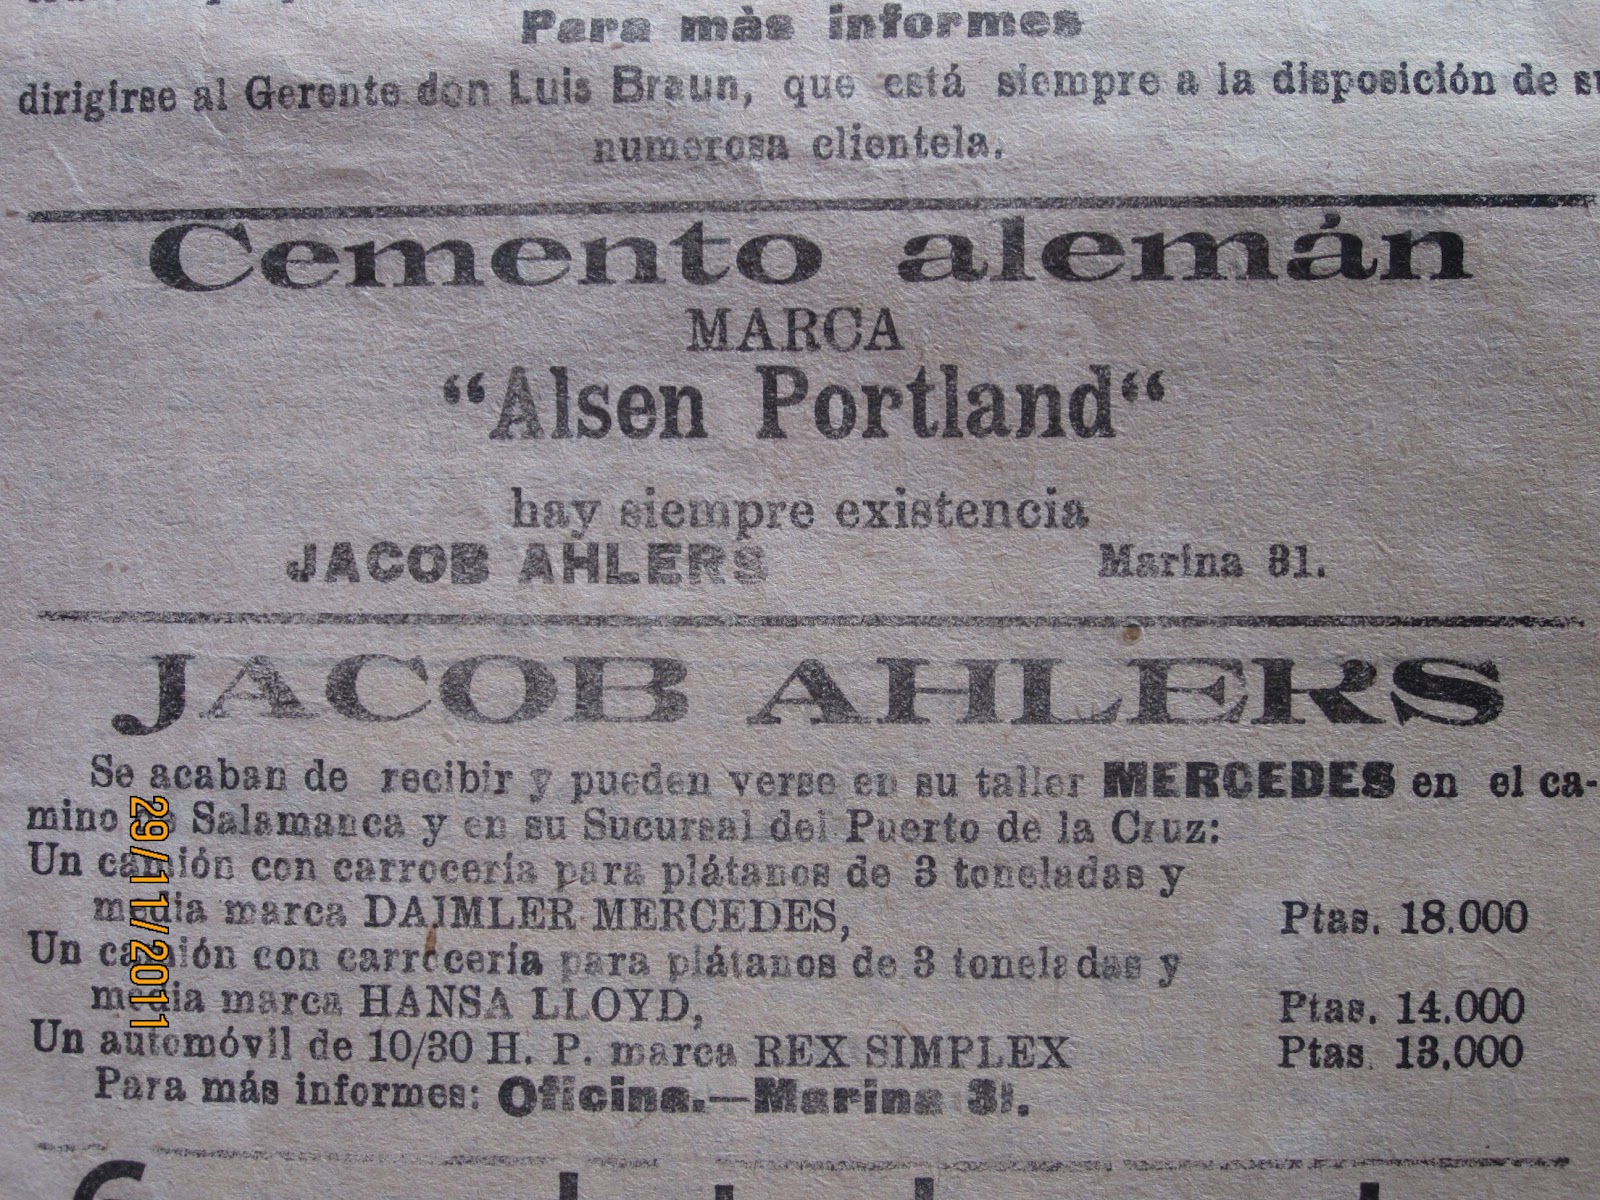 Para màs informes
dirigirse al Gerente don Luis Braun, que está siempre a la disposición de su
numerosa clientela.
Cemento alemán
MARCA
“Alsen Portland“
hay siempre existencia
JACOB AHLERS Marina 31.
JACOB AHLERS
Se acaban de recibir y pueden verse en su taller MERCEDES en el ca-
mino de Salamanca y en su Sucursal del Puerto de la Cruz:
Un camión con carrocería para plátanos de 3 toneladas y
media marca DAIMLER MERCEDES, Ptas. 18.000
Un camión con carrocería para plátanos de 3 toneladas y
media marca HANSA LLOYD, Ptas. 14.000
Un automóvil de 10/30 H. P. marca REX SIMPLEX Ptas. 13.000
Para más informes: Oficina.—Marina 31.
29/11/2011